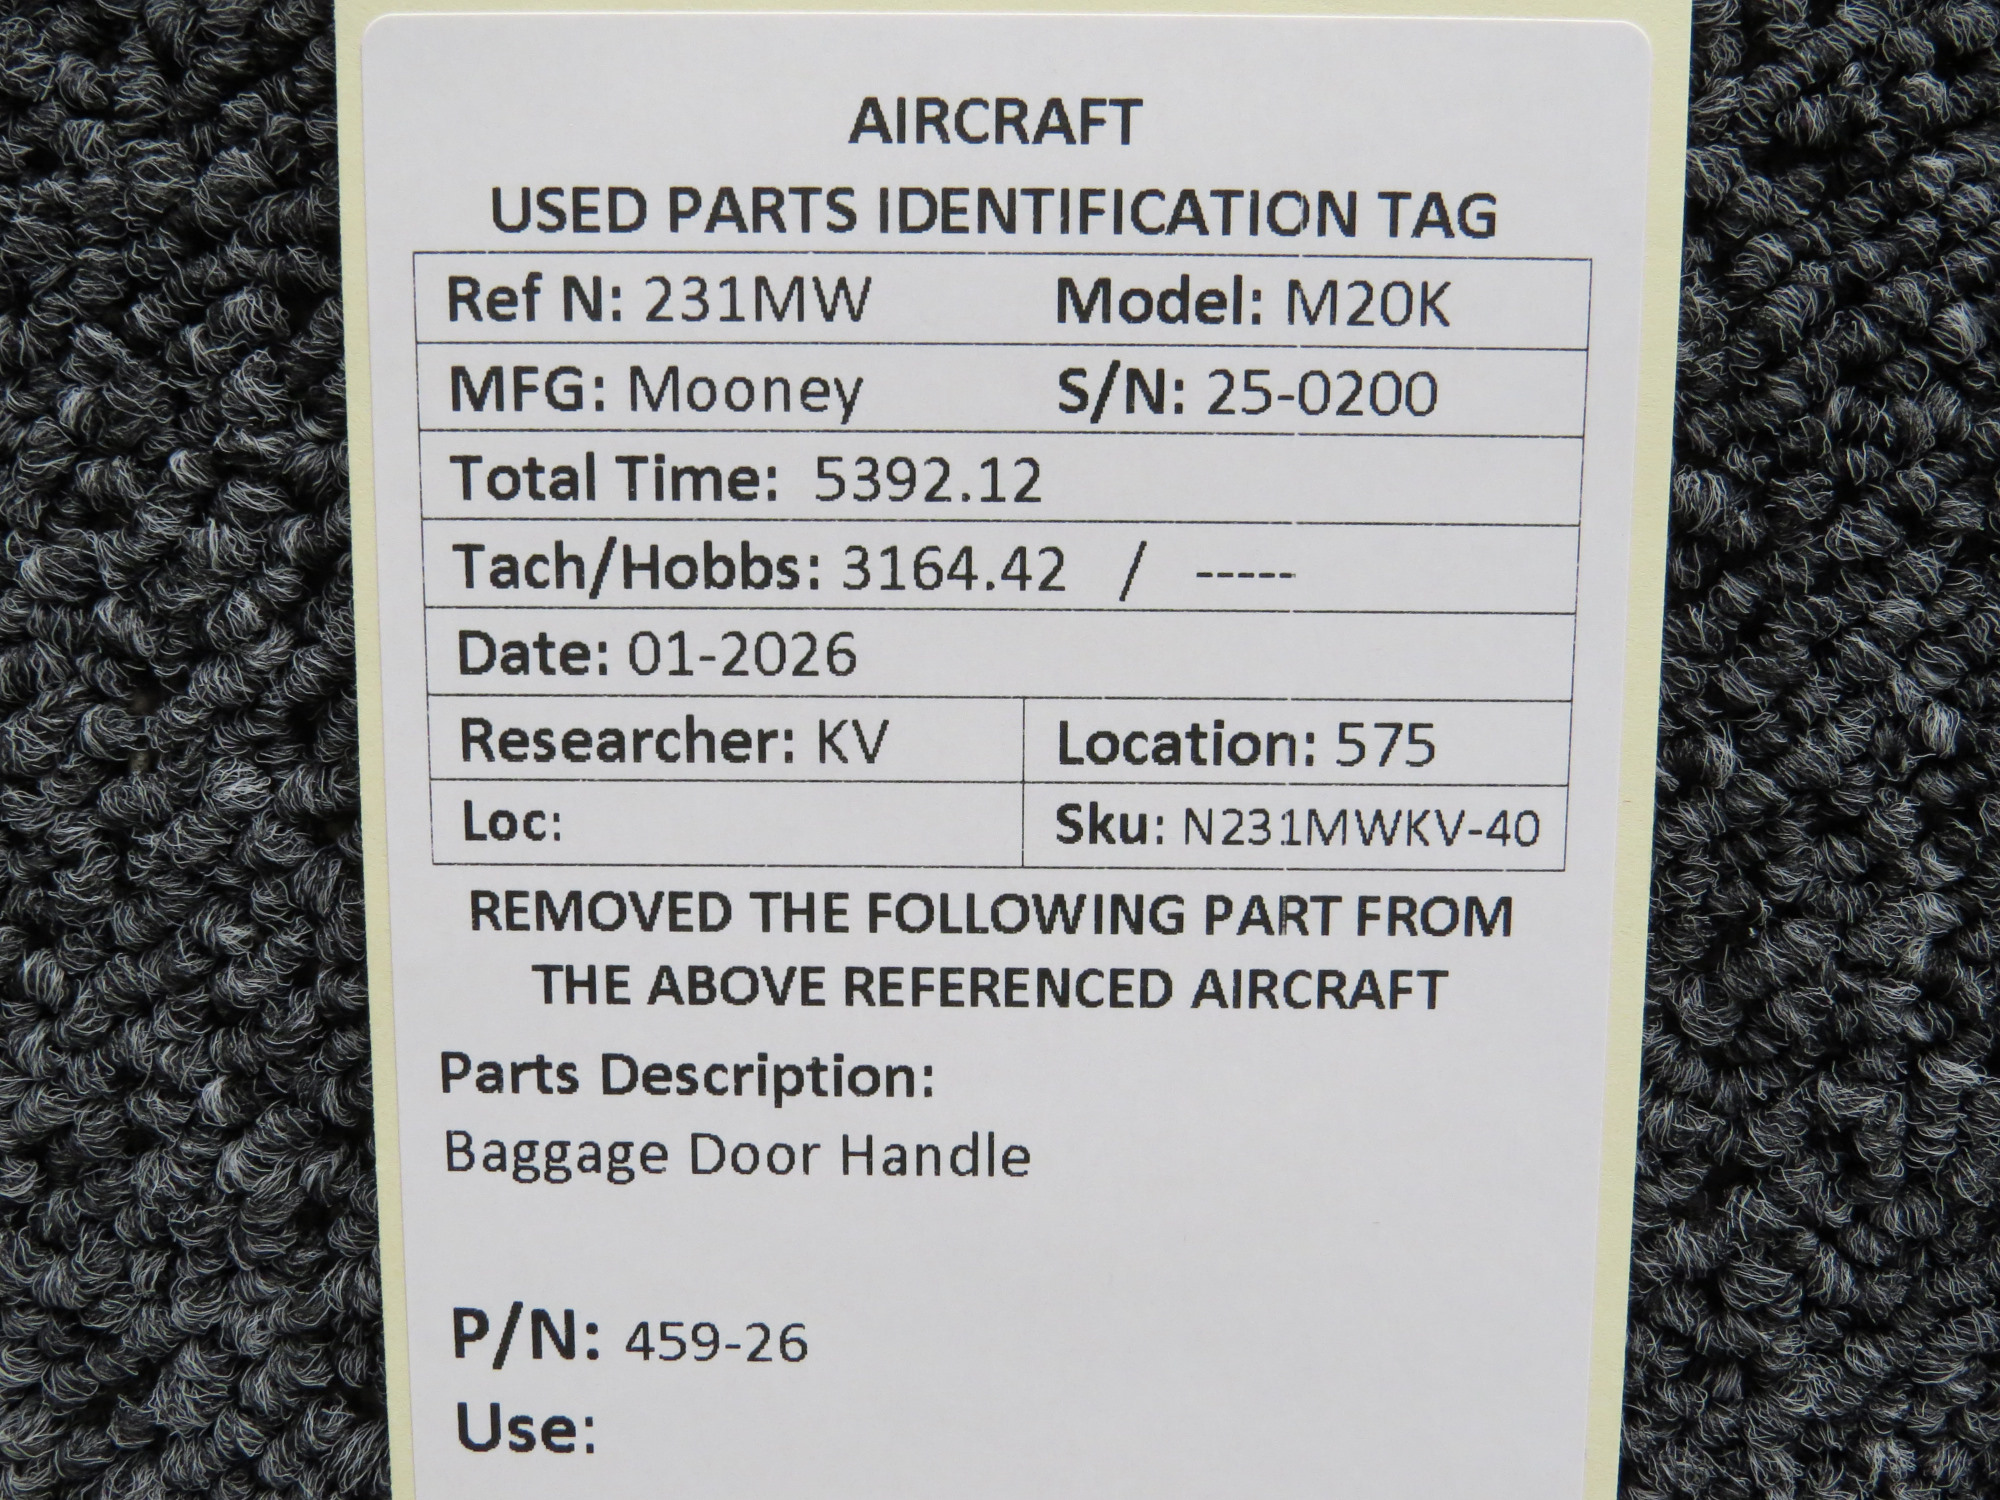 AIRCRAFT
USED PARTS IDENTIFICATION TAG
Ref N: 231MW Model: M20K
MFG: Mooney S/N: 25-0200
Total Time: 5392.12
Tach/Hobbs: 3164.42 / -----
Date: 01-2026
Researcher: KV Location: 575
Loc: Sku: N231MWKV-40
REMOVED THE FOLLOWING PART FROM
THE ABOVE REFERENCED AIRCRAFT
Parts Description:
Baggage Door Handle
P/N: 459-26
Use: